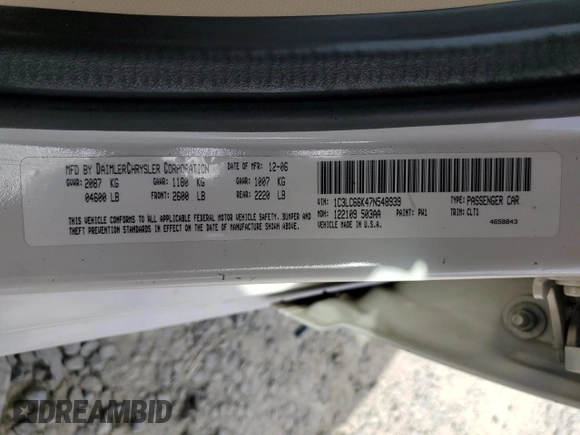 MFD BY DAIMLERCHRYSLER CORPORATION DATE OF MFR: 12-06
GVWR: 2087 KG GAWR: 1180 KG GAWR: 1007 KG
04600 LB FRONT: 2600 LB REAR: 2220 LB
THIS VEHICLE CONFORMS TO ALL APPLICABLE FEDERAL MOTOR VEHICLE SAFETY, BUMPER AND
THEFT PREVENTION STANDARDS IN EFFECT ON THE DATE OF MANUFACTURE SHOWN ABOVE.
VIN: 1C3LC66K47N548939 TYPE: PASSENGER CAR
MDH: 122109 503AA PAINT: PW1 TRIM: CLT1
VEHICLE MADE IN U.S.A. 4658843
DREAMBID